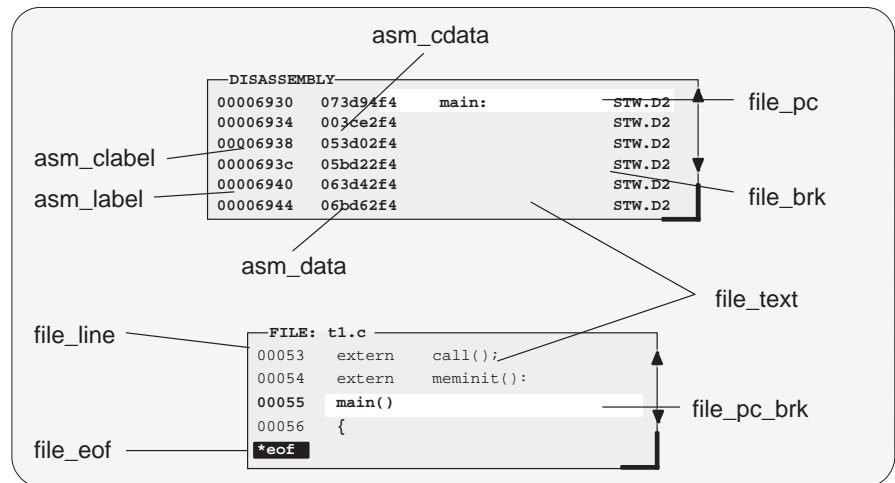 asm_cdata
DISASSEMBLY
00006930 073d94f4 main: STW.D2
file_pc
00006934 003ce2f4 STW.D2
asm_clabel
00006938 053d02f4 STW.D2
0000693c 05bd22f4 STW.D2
asm_label
00006940 063d42f4 STW.D2
file_brk
00006944 06bd62f4 STW.D2
asm_data
file_text
file_line
FILE: t1.c
00053 extern call();
00054 extern meminit():
00055 main()
file_pc_brk
00056 {
file_eof
*eof